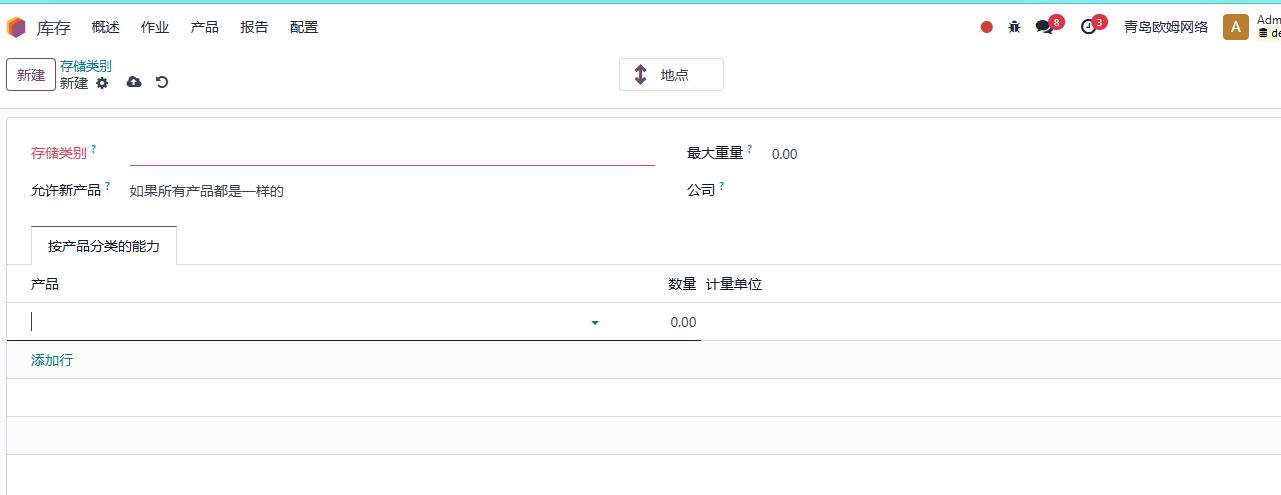 库存 概述 作业 产品 报告 配置 8 3 青岛欧姆网络 A Adm
de
新建 存储类别
新建
地点
存储类别 ? 最大重量 ? 0.00
允许新产品 ? 如果所有产品都是一样的 公司 ?
按产品分类的能力
产品 数量 计量单位
0.00
添加行